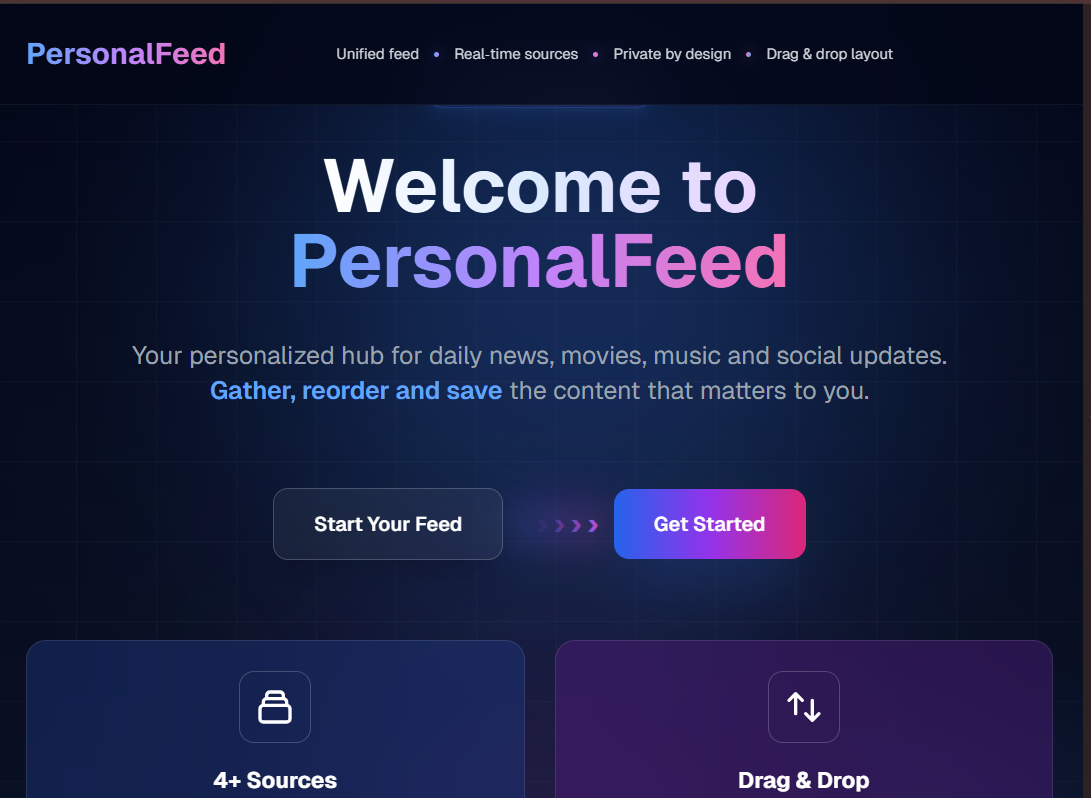 PersonalFeed
Unified feed • Real-time sources • Private by design • Drag & drop layout
Welcome to
PersonalFeed
Your personalized hub for daily news, movies, music and social updates.
Gather, reorder and save the content that matters to you.
Start Your Feed
Get Started
4+ Sources
Drag & Drop